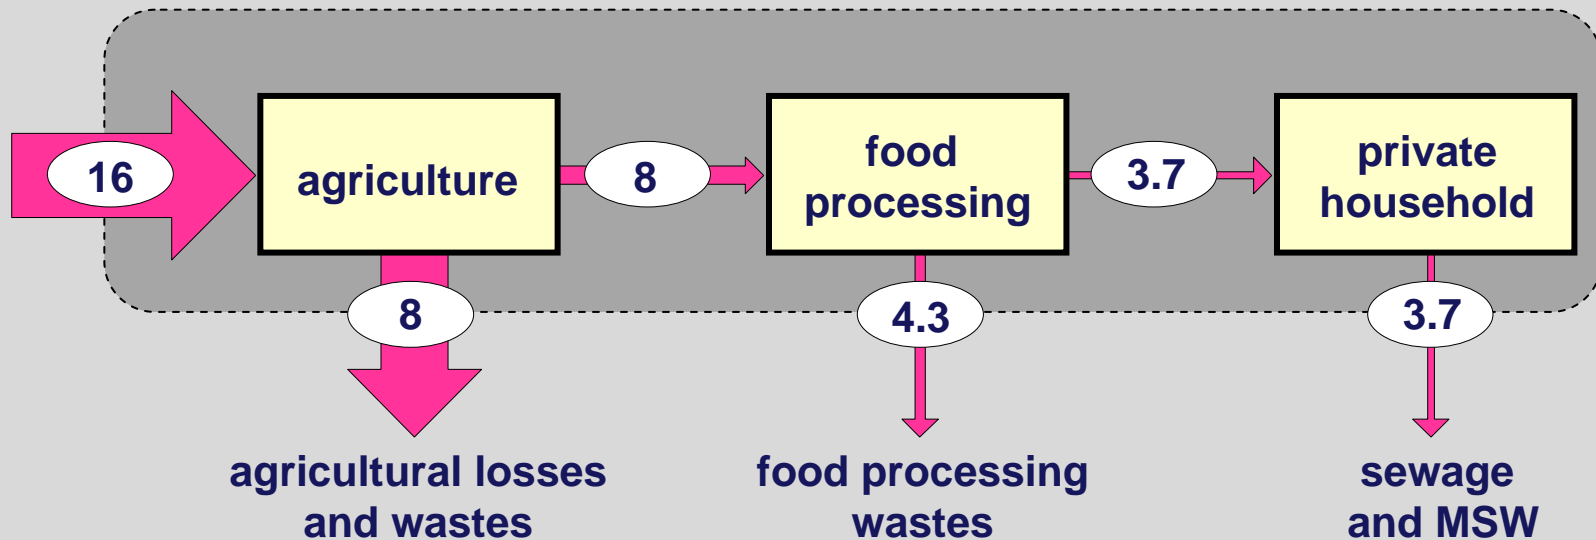 16
agriculture
8
food
processing
3.7
private
household
8
4.3
3.7
agricultural losses
and wastes
food processing
wastes
sewage
and MSW